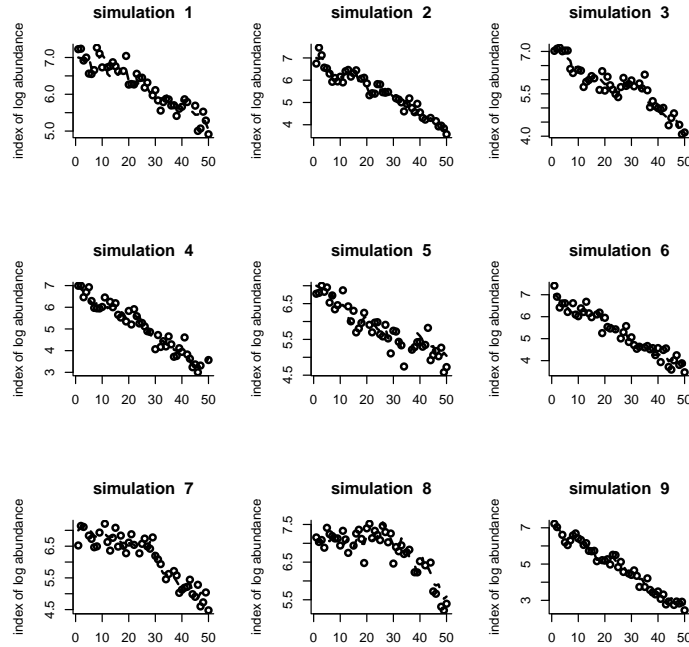 simulation 1
index of log abundance
5.0 6.0 7.0
0 10 20 30 40 50
simulation 2
index of log abundance
4 5 6 7
0 10 20 30 40 50
simulation 3
index of log abundance
4.0 5.5 7.0
0 10 20 30 40 50
simulation 4
index of log abundance
3 4 5 6 7
0 10 20 30 40 50
simulation 5
index of log abundance
4.5 5.5 6.5
0 10 20 30 40 50
simulation 6
index of log abundance
4 5 6 7
0 10 20 30 40 50
simulation 7
index of log abundance
4.5 5.5 6.5
0 10 20 30 40 50
simulation 8
index of log abundance
5.5 6.5 7.5
0 10 20 30 40 50
simulation 9
index of log abundance
3 5 7
0 10 20 30 40 50